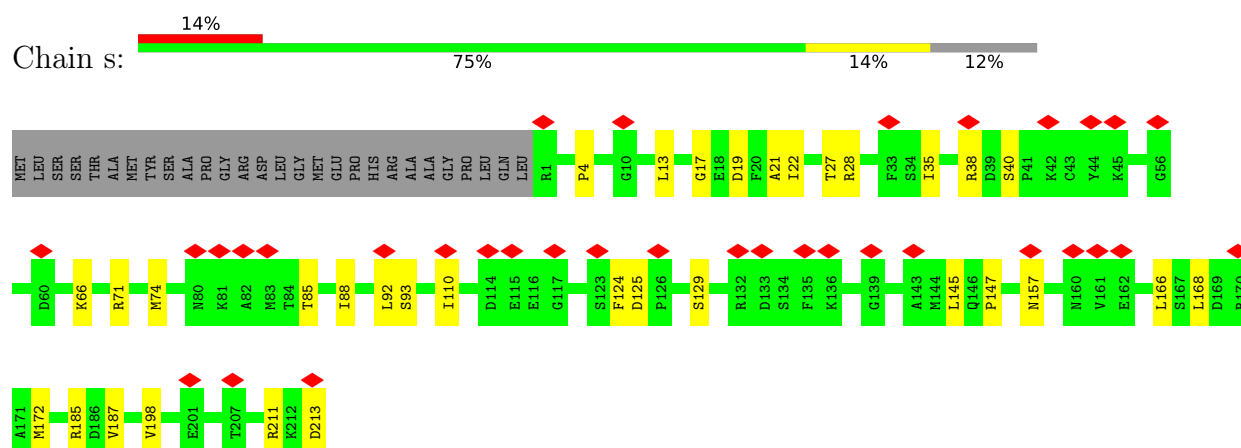 14%
Chain s:
75% 14% 12%
MET LEU SER SER THR ALA MET TYR SER ALA PRO GLY ARG ASP LEU GLY MET GLU PRO HIS ARG ALA ALA GLY PRO LEU GLN LEU R1 P4 G10 L13 G17 E18 D19 F20 A21 I22 T27 R28 F33 S34 I35 R38 D39 S40 P41 K42 C43 Y44 K45 G56
D60 K66 R71 M74 N80 K81 A82 M83 T84 T85 I88 L92 S93 I110 D114 E115 E116 G117 S123 F124 D125 P126 S129 R132 D133 S134 F135 K136 G139 A143 M144 L145 Q146 P147 N157 N160 V161 E162 L166 S167 L168 D169
A171 M172 R185 D186 V187 V198 E201 T207 R211 K212 D213